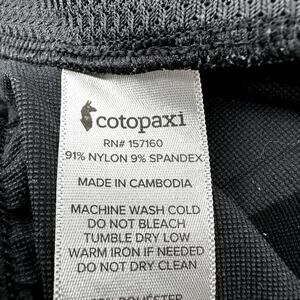 cotopaxi
RN# 157160
91% NYLON 9% SPANDEX
MADE IN CAMBODIA
MACHINE WASH COLD
DO NOT BLEACH
TUMBLE DRY LOW
WARM IRON IF NEEDED
DO NOT DRY CLEAN
POLYESTER